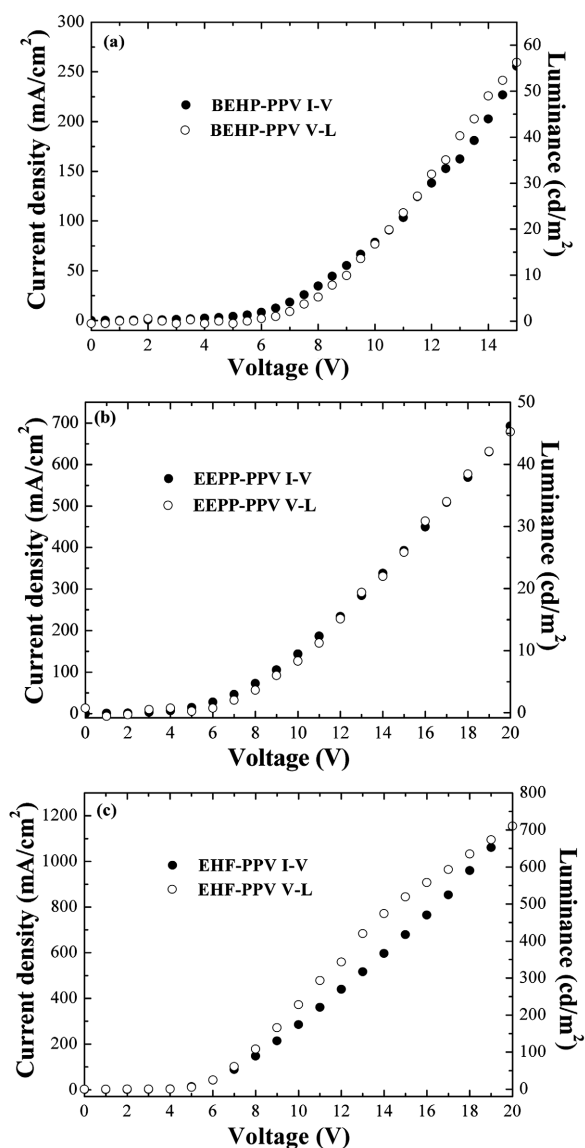 (a)
BEHP-PPV I-V
BEHP-PPV V-L
Current density (mA/cm²)
Luminance (cd/m²)
300
250
200
150
100
50
0
60
50
40
30
20
10
0
0 2 4 6 8 10 12 14
Voltage (V)
(b)
EEPP-PPV I-V
EEPP-PPV V-L
Current density (mA/cm²)
Luminance (cd/m²)
700
600
500
400
300
200
100
0
50
40
30
20
10
0
0 2 4 6 8 10 12 14 16 18 20
Voltage (V)
(c)
EHF-PPV I-V
EHF-PPV V-L
Current density (mA/cm²)
Luminance (cd/m²)
1200
1000
800
600
400
200
0
800
700
600
500
400
300
200
100
0
0 2 4 6 8 10 12 14 16 18 20
Voltage (V)